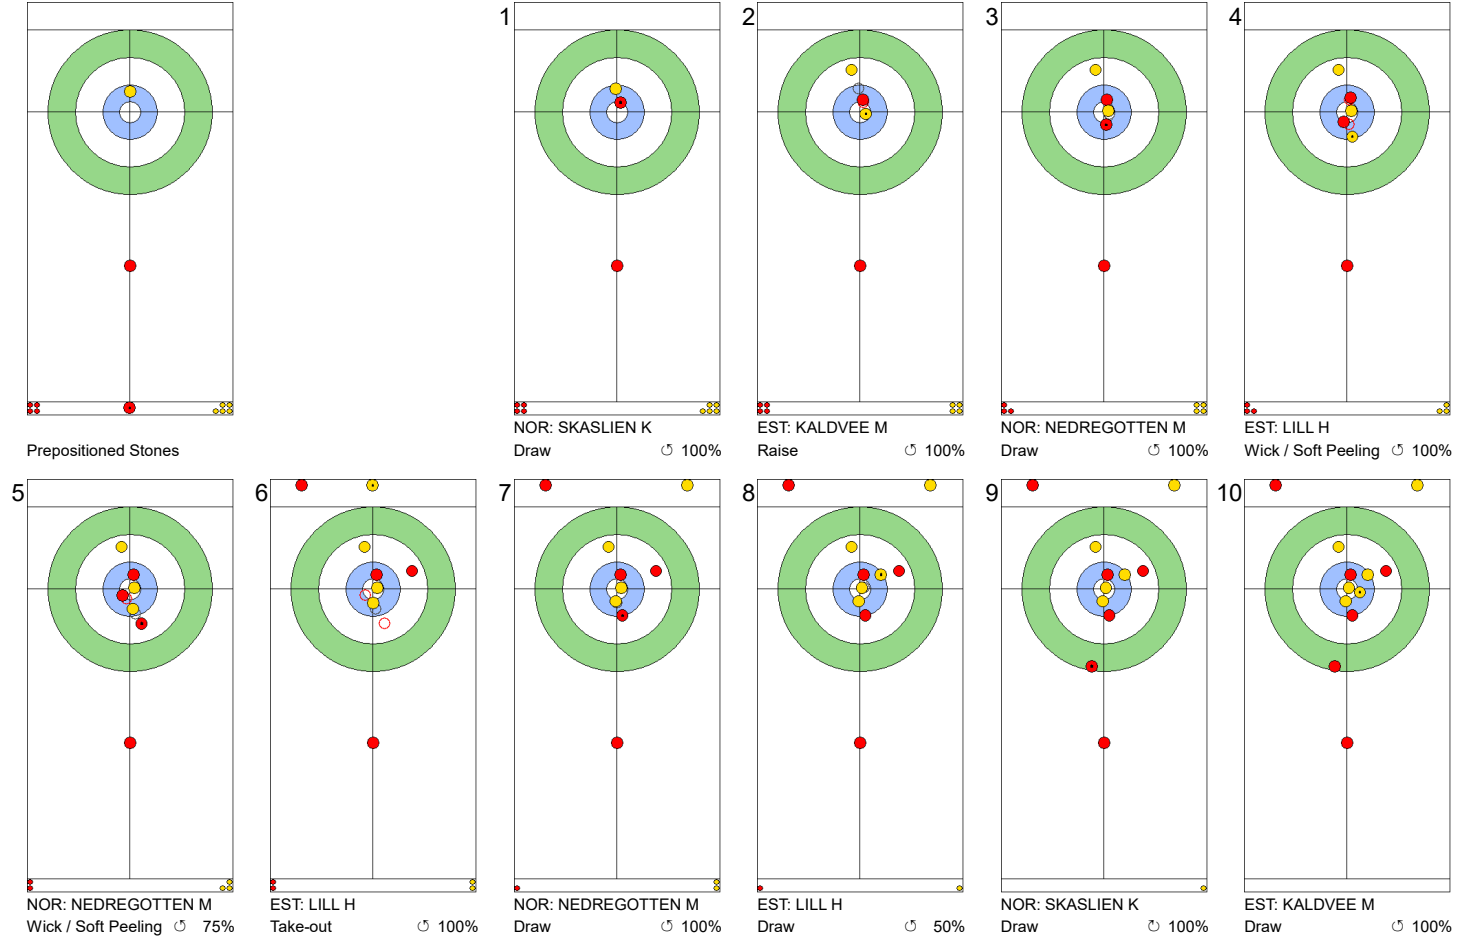 1
2
3
4
Prepositioned Stones
NOR: SKASLIEN K
Draw 100%
EST: KALDVEE M
Raise 100%
NOR: NEDREGOTTEN M
Draw 100%
EST: LILL H
Wick / Soft Peeling 100%
5
6
7
8
9
10
NOR: NEDREGOTTEN M
Wick / Soft Peeling 75%
EST: LILL H
Take-out 100%
NOR: NEDREGOTTEN M
Draw 100%
EST: LILL H
Draw 50%
NOR: SKASLIEN K
Draw 100%
EST: KALDVEE M
Draw 100%